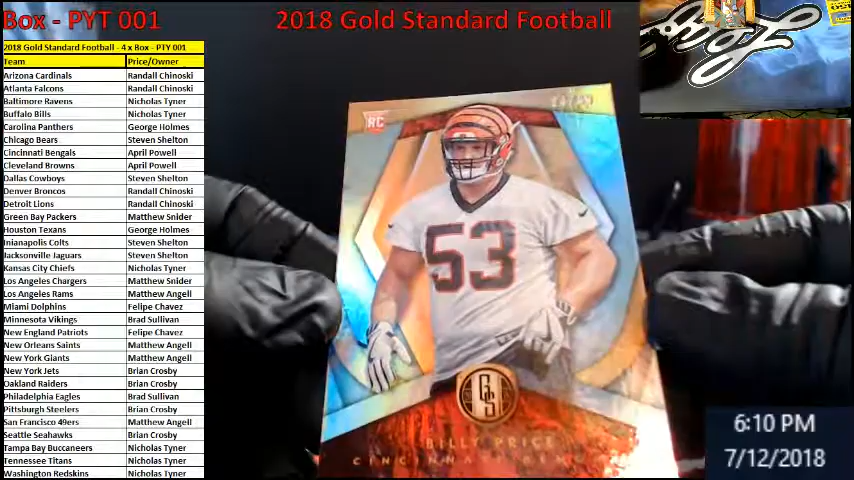 Box - PYT 001
2018 Gold Standard Football
2018 Gold Standard Football - 4 x Box - PTY 001
Team Price/Owner
Arizona Cardinals Randall Chinoski
Atlanta Falcons Randall Chinoski
Baltimore Ravens Nicholas Tyner
Buffalo Bills Nicholas Tyner
Carolina Panthers George Holmes
Chicago Bears Steven Shelton
Cincinnati Bengals April Powell
Cleveland Browns April Powell
Dallas Cowboys Steven Shelton
Denver Broncos Randall Chinoski
Detroit Lions Randall Chinoski
Green Bay Packers Matthew Snider
Houston Texans George Holmes
Inianapolis Colts Steven Shelton
Jacksonville Jaguars Steven Shelton
Kansas City Chiefs Nicholas Tyner
Los Angeles Chargers Matthew Snider
Los Angeles Rams Matthew Angell
Miami Dolphins Felipe Chavez
Minnesota Vikings Brad Sullivan
New England Patriots Felipe Chavez
New Orleans Saints Matthew Angell
New York Giants Matthew Angell
New York Jets Brian Crosby
Oakland Raiders Brian Crosby
Philadelphia Eagles Brad Sullivan
Pittsburgh Steelers Brian Crosby
San Francisco 49ers Matthew Angell
Seattle Seahawks Brian Crosby
Tampa Bay Buccaneers Nicholas Tyner
Tennessee Titans Nicholas Tyner
Washington Redskins Nicholas Tyner
RC
53
GS
BILLY PRICE
6:10 PM
7/12/2018